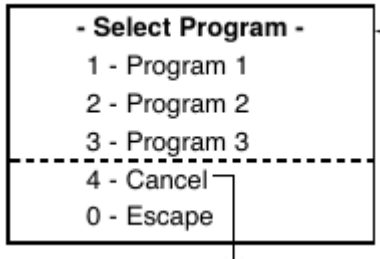 - Select Program -
1 - Program 1
2 - Program 2
3 - Program 3
4 - Cancel
0 - Escape